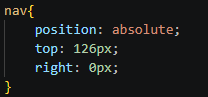 nav{
    position: absolute;
    top: 126px;
    right: 0px;
}